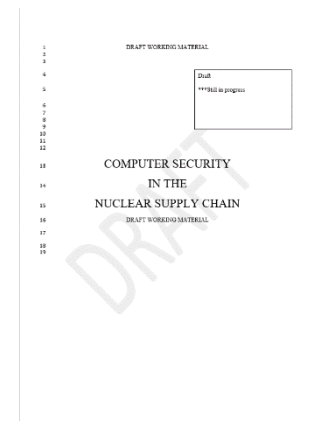 1 DRAFT WORKING MATERIAL
2
3
4 Draft
5 ***Still in progress
6
7
8
9
10
11
12
13 COMPUTER SECURITY
14 IN THE
15 NUCLEAR SUPPLY CHAIN
16 DRAFT WORKING MATERIAL
17
18
19
DRAFT